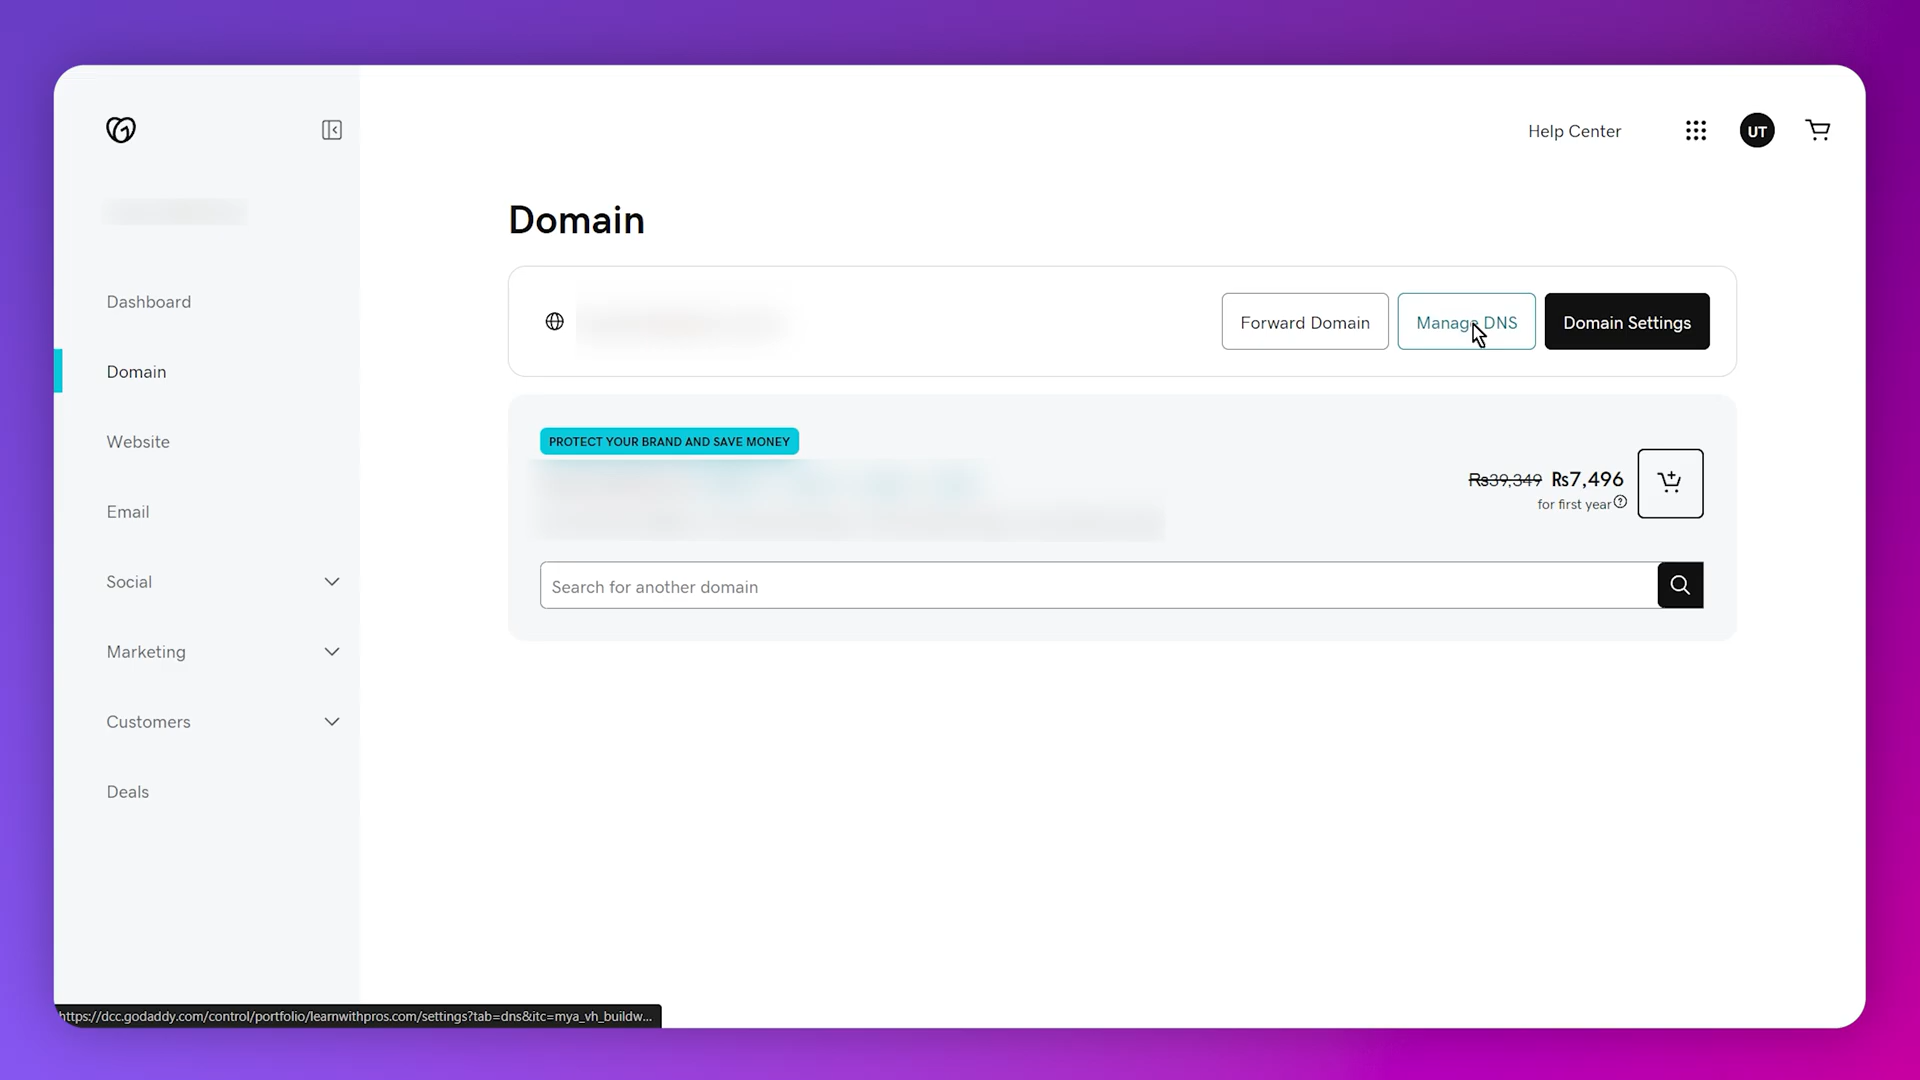 Help Center
UT
Domain
Dashboard
Domain
Website
Email
Social
Marketing
Customers
Deals
Forward Domain
Manage DNS
Domain Settings
PROTECT YOUR BRAND AND SAVE MONEY
₨39,349 ₨7,496
for first year
Search for another domain
https://dcc.godaddy.com/control/portfolio/learnwithpros.com/settings?tab=dns&itc=mya_vh_buildw...